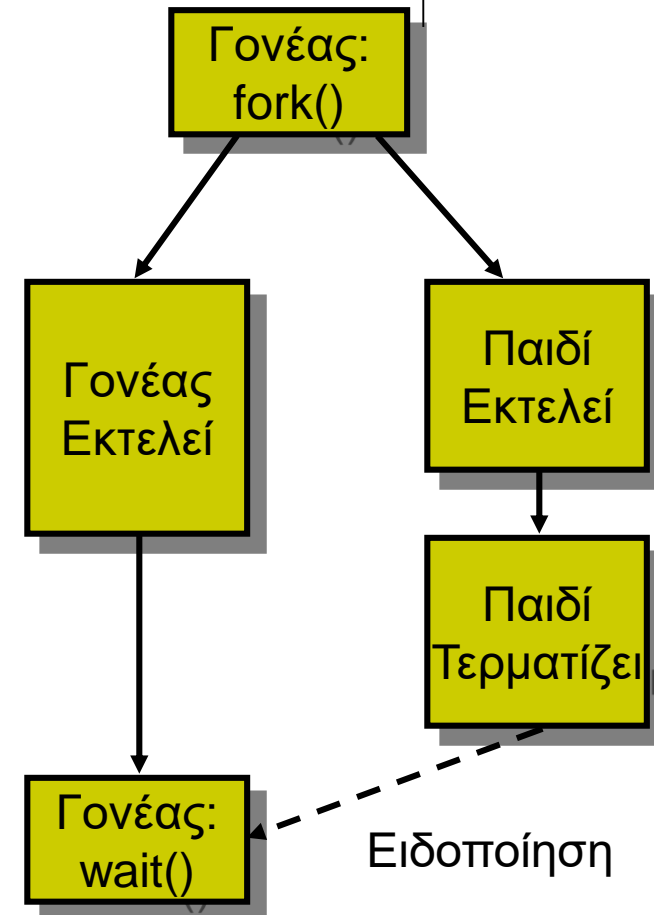 Γονέας:
fork()
Γονέας
Εκτελεί
Παιδί
Εκτελεί
Παιδί
Τερματίζει
Γονέας:
wait()
Ειδοποίηση